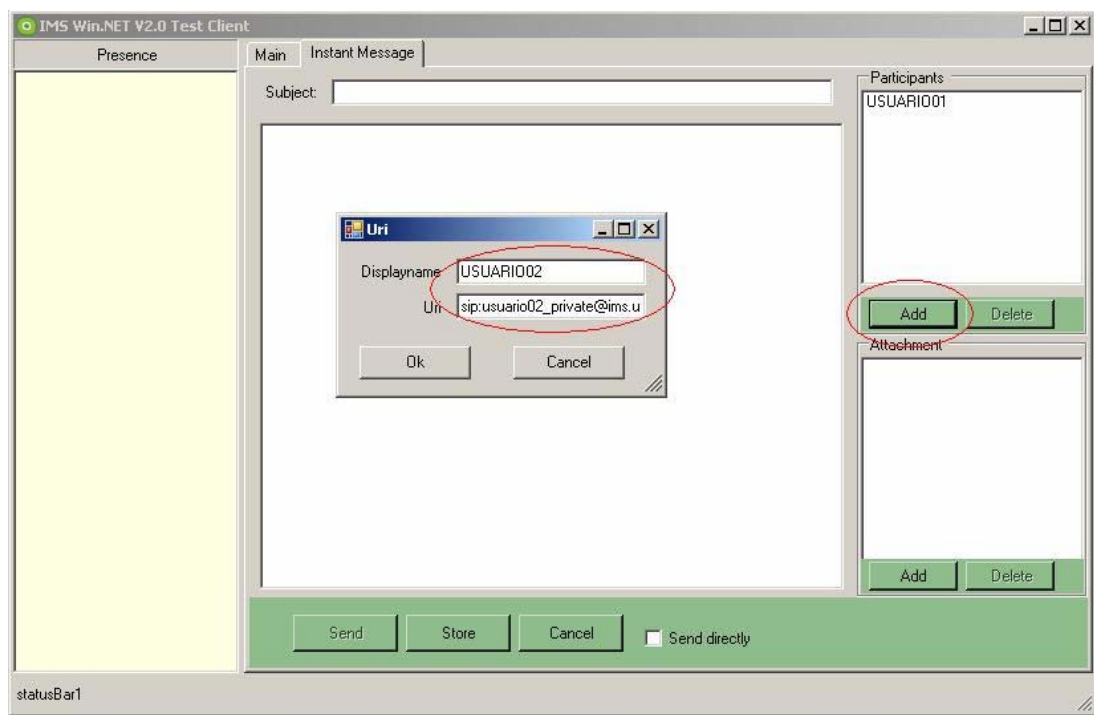 IMS Win.NET V2.0 Test Client
Presence
Main
Instant Message
Subject:
Participants
USUARIO01
Uri
Displayname
USUARIO02
Uri
sip:usuario02_private@ims.u
Ok
Cancel
Add
Delete
Attachment
Add
Delete
Send
Store
Cancel
Send directly
statusBar1